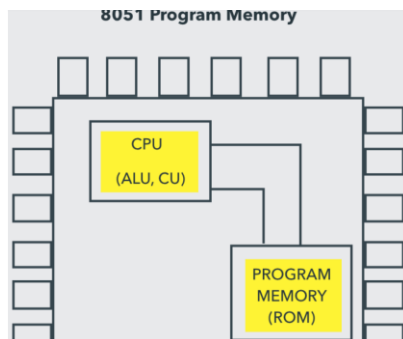 8051 Program Memory
CPU
(ALU, CU)
PROGRAM
MEMORY
(ROM)